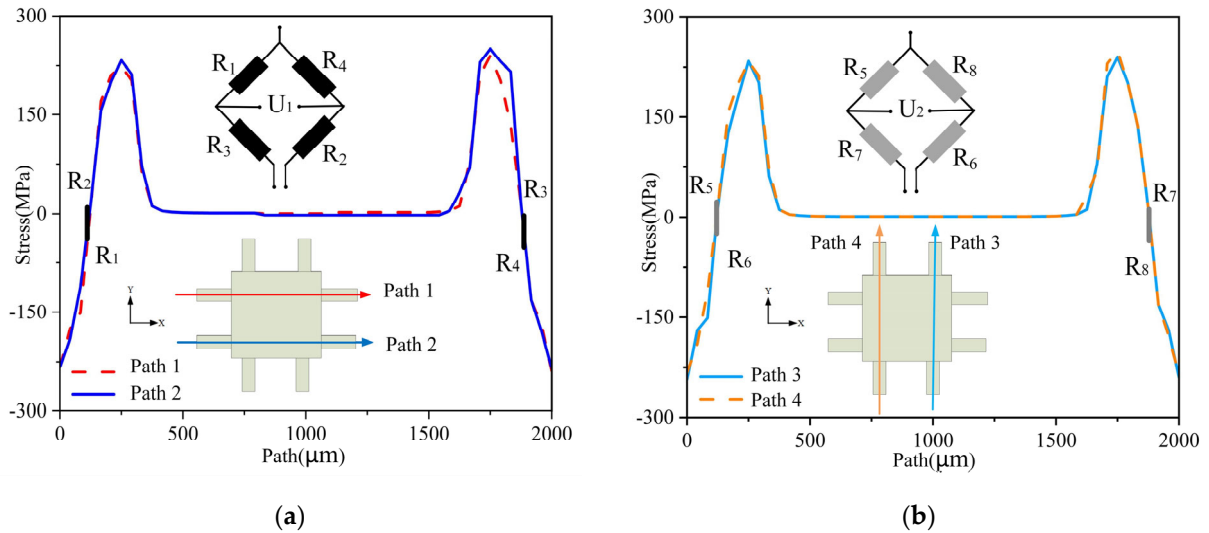 300
150
0
-150
-300
Stress(MPa)
R1
R4
U1
R3
R2
R2
R1
R3
R4
Y
X
Path 1
Path 2
Path 1
Path 2
0
500
1000
1500
2000
Path(μm)
(a)
300
150
0
-150
-300
Stress(MPa)
R5
R8
U2
R7
R6
R5
R6
R7
R8
Path 4
Path 3
Y
X
Path 3
Path 4
0
500
1000
1500
2000
Path(μm)
(b)